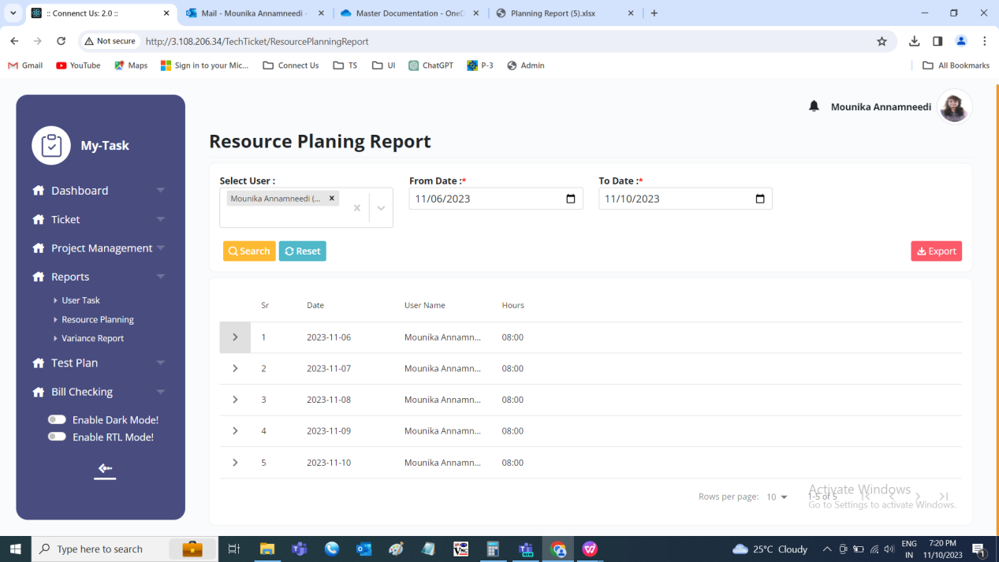 :: Connenct Us: 2.0 ::
Mail - Mounika Annamneedi -
Master Documentation - OneD
Planning Report (5).xlsx
Not secure
http://3.108.206.34/TechTicket/ResourcePlanningReport
Gmail
YouTube
Maps
Sign in to your Mic...
Connect Us
TS
UI
ChatGPT
P-3
Admin
All Bookmarks
My-Task
Dashboard
Ticket
Project Management
Reports
User Task
Resource Planning
Variance Report
Test Plan
Bill Checking
Enable Dark Mode!
Enable RTL Mode!
Mounika Annamneedi
Resource Planing Report
Select User :
Mounika Annamneedi (...
From Date :*
11/06/2023
To Date :*
11/10/2023
Search
Reset
Export
Sr Date User Name Hours
1 2023-11-06 Mounika Annamn... 08:00
2 2023-11-07 Mounika Annamn... 08:00
3 2023-11-08 Mounika Annamn... 08:00
4 2023-11-09 Mounika Annamn... 08:00
5 2023-11-10 Mounika Annamn... 08:00
Rows per page: 10 1-5 of 5
Activate Windows
Go to Settings to activate Windows.
Type here to search
NEW
25°C Cloudy
ENG
IN
7:20 PM
11/10/2023
1